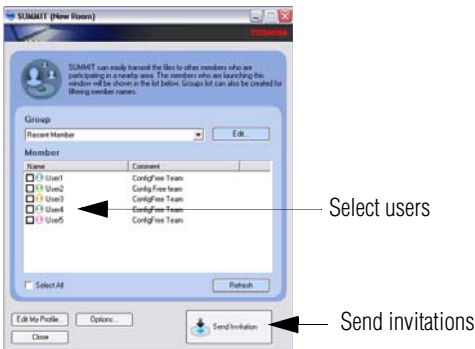 SUMMIT (New Room)
TOSHIBA
SUMMIT can easily transmit the files to other members who are
participating in a nearby area. The members who are launching this
window will be shown in the list below. Groups list can also be created for
filtering member names.
Group
Recent Member
Edit...
Member
Name Comment
User1 ConfigFree Team
User2 Config Free team
User3 ConfigFree Team
User4 ConfigFree Team
User5 ConfigFree Team
Select users
Select All
Refresh
Edit My Profile...
Options...
Send Invitation
Send invitations
Close